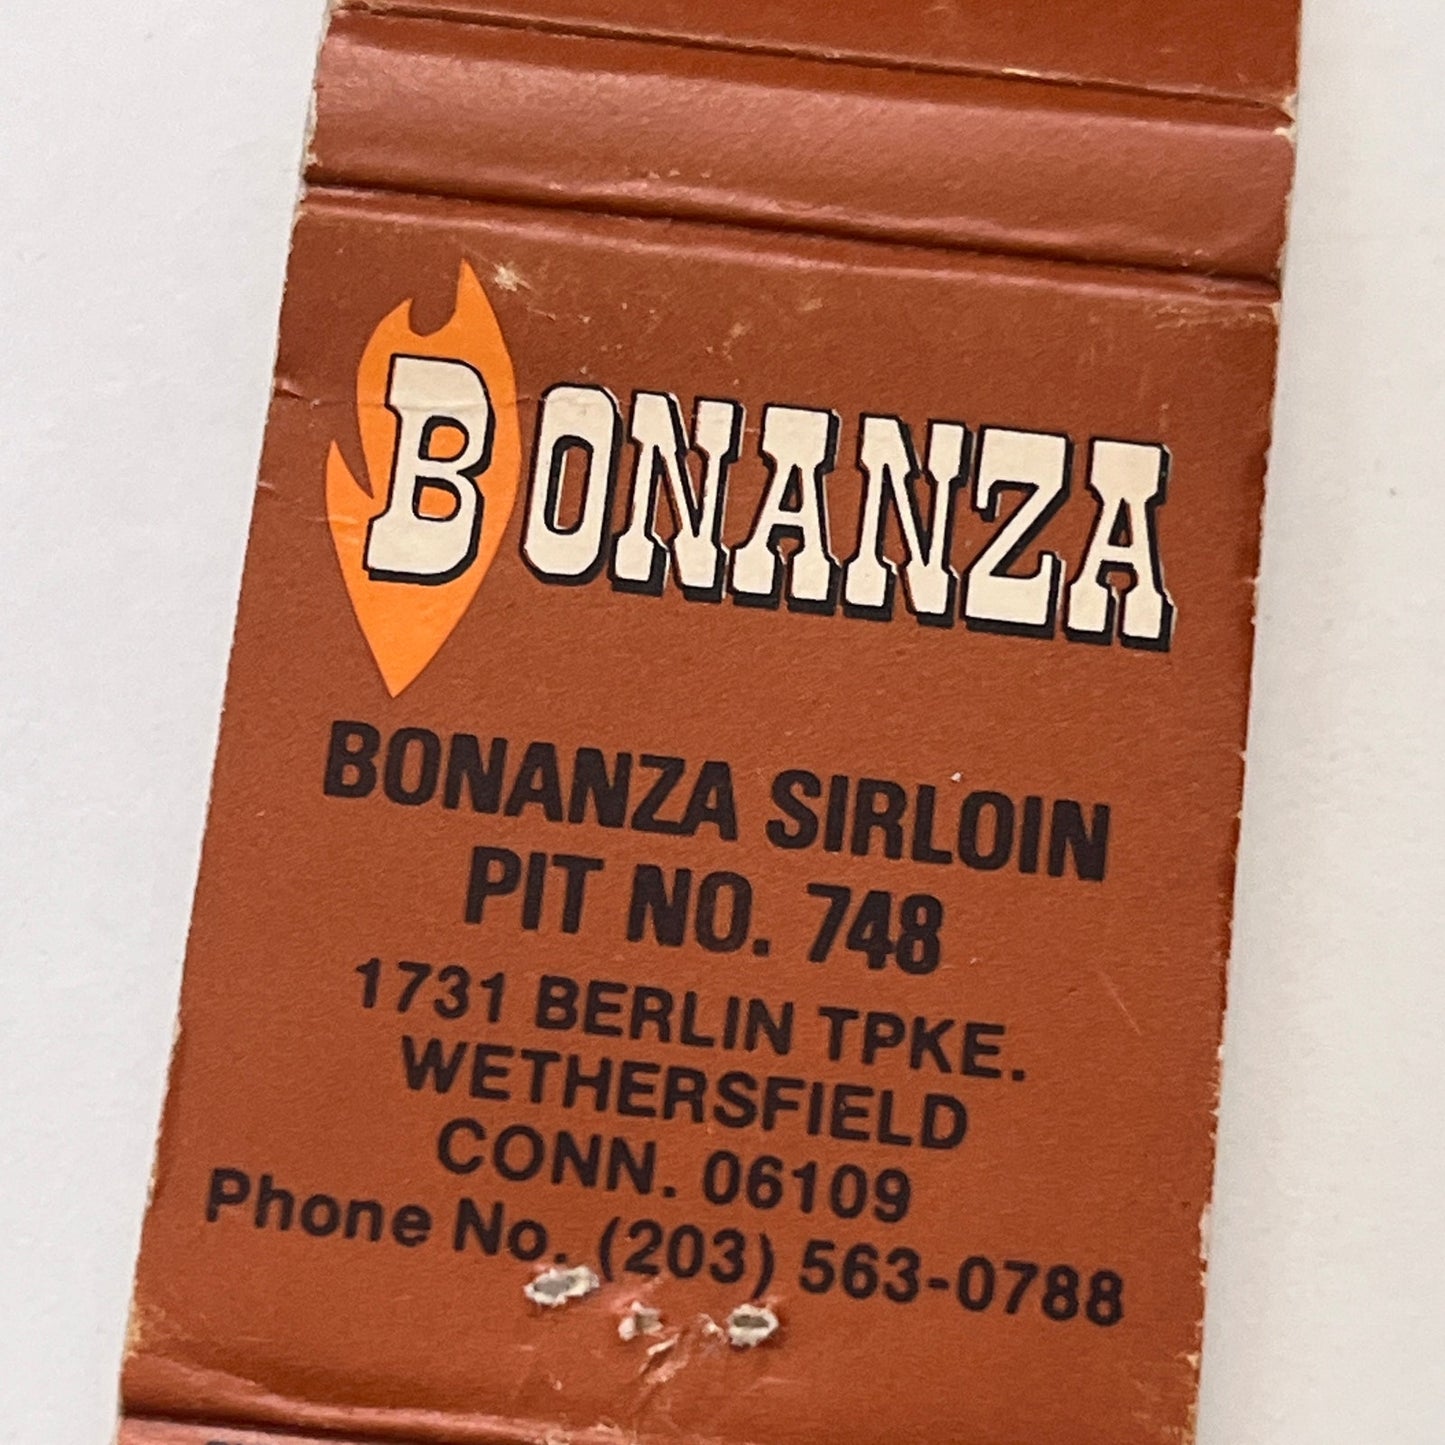 BONANZA
BONANZA SIRLOIN
PIT NO. 748
1731 BERLIN TPKE.
WETHERSFIELD
CONN. 06109
Phone No. (203) 563-0788